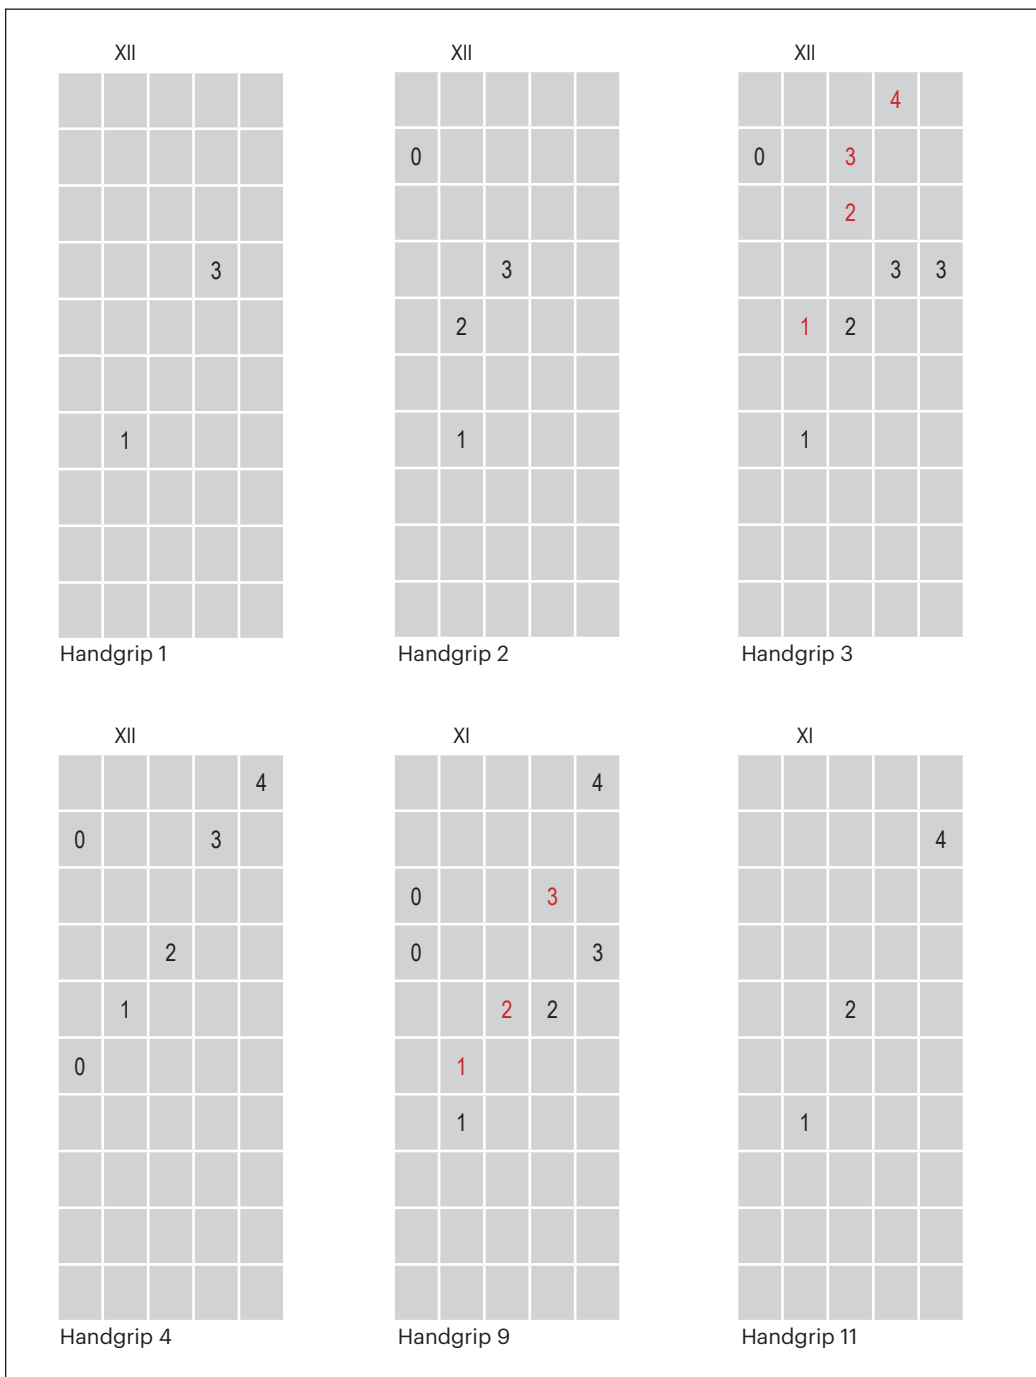 XII XII XII
4
0 0 3
2
3 3 3 3
2 1 2
1 1 1
Handgrip 1 Handgrip 2 Handgrip 3
XII XI XI
4 4
0 3 4
0 3
2 0 3
1 2 2 2
0 1
1 1
Handgrip 4 Handgrip 9 Handgrip 11